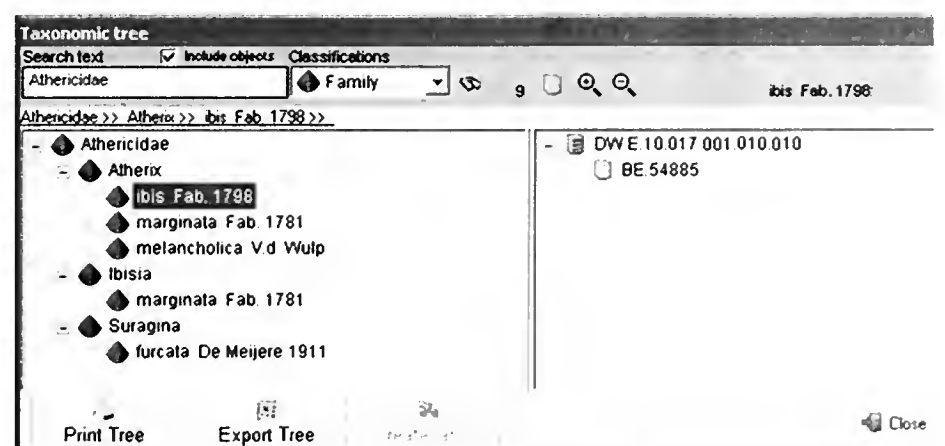 Taxonomic tree
Search text Include objects Classifications
Athericidae Family 9 ibis Fab. 1798
Athericidae >> Atherix >> ibis Fab. 1798 >>
Athericidae
Atherix
ibis Fab. 1798
marginata Fab. 1781
melancholica V.d Wulp
Ibisia
marginata Fab. 1781
Suragina
furcata De Meijere 1911
DW E.10.017 001.010.010
BE.54885
Print Tree Export Tree
Close